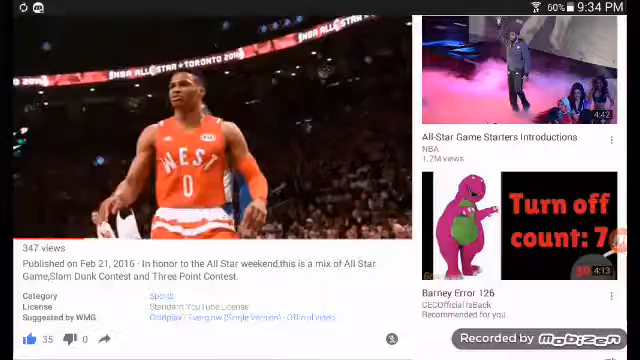 60% 9:34 PM
NBA ALL★STAR TORONTO 2016
WEST
0
4:42
All-Star Game Starters Introductions
NBA
1.2M views
Turn off
count: 7
4:13
347 views
Published on Feb 21, 2016 · In honor to the All Star weekend,this is a mix of All Star
Game,Slam Dunk Contest and Three Point Contest.
Category Sports
License Standard YouTube License
Suggested by WMG Coldplay - Everglow (Single Version) - Official video
35 0
Barney Error 126
CECOfficial IsBack
Recommended for you
Recorded by Mobizen